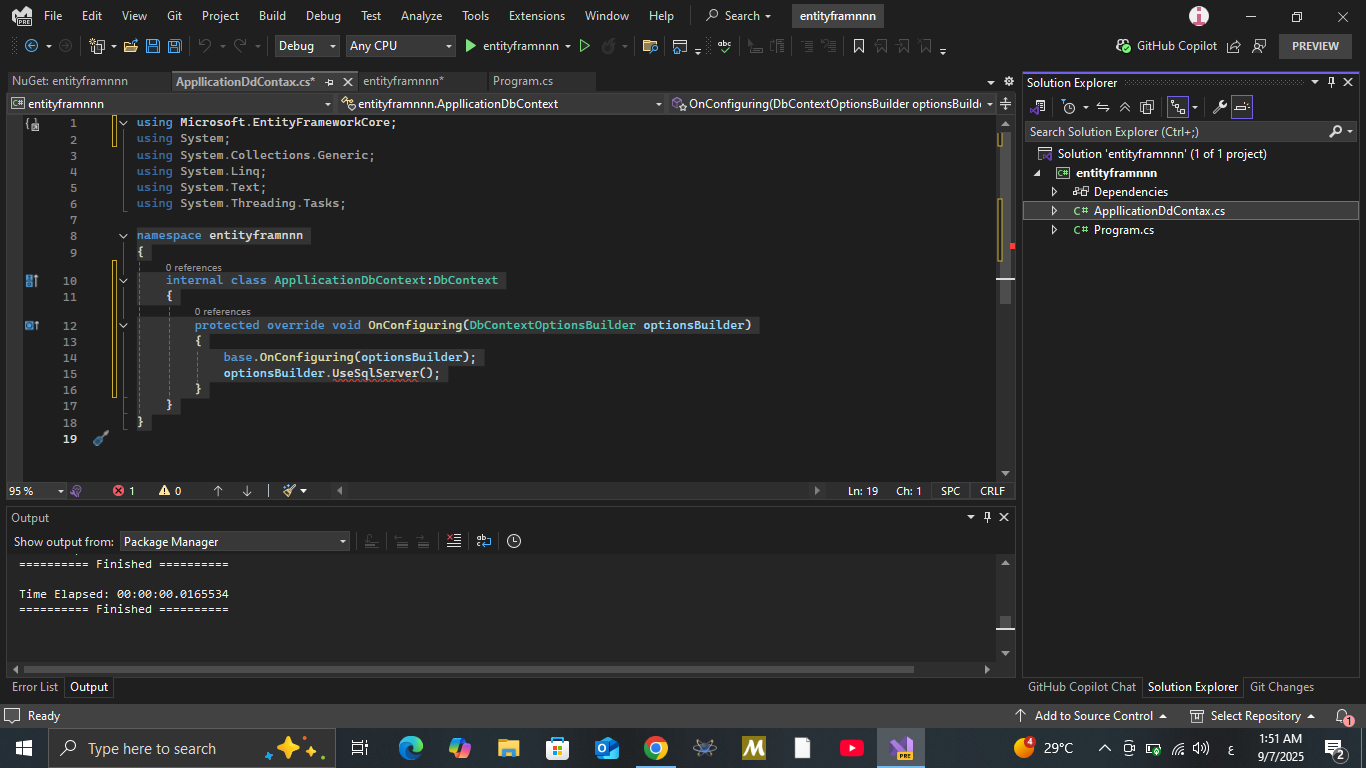 File Edit View Git Project Build Debug Test Analyze Tools Extensions Window Help Search entityframnnn
Debug Any CPU entityframnnn GitHub Copilot PREVIEW
NuGet: entityframnnn AppllicationDdContax.cs* entityframnnn* Program.cs
entityframnnn entityframnnn.AppllicationDbContext OnConfiguring(DbContextOptionsBuilder optionsBuilde
1 using Microsoft.EntityFrameworkCore;
2 using System;
3 using System.Collections.Generic;
4 using System.Linq;
5 using System.Text;
6 using System.Threading.Tasks;
7
8 namespace entityframnnn
9 {
0 references
10 internal class AppllicationDbContext:DbContext
11 {
0 references
12 protected override void OnConfiguring(DbContextOptionsBuilder optionsBuilder)
13 {
14 base.OnConfiguring(optionsBuilder);
15 optionsBuilder.UseSqlServer();
16 }
17 }
18 }
19
95 % 1 0 Ln: 19 Ch: 1 SPC CRLF
Output
Show output from: Package Manager
========== Finished ==========
Time Elapsed: 00:00:00.0165534
========== Finished ==========
Error List Output
Solution Explorer
Search Solution Explorer (Ctrl+;)
Solution 'entityframnnn' (1 of 1 project)
C# entityframnnn
Dependencies
C# AppllicationDdContax.cs
C# Program.cs
GitHub Copilot Chat Solution Explorer Git Changes
Ready Add to Source Control Select Repository 1
Type here to search M PRE 4 29°C ع 1:51 AM
9/7/2025 2